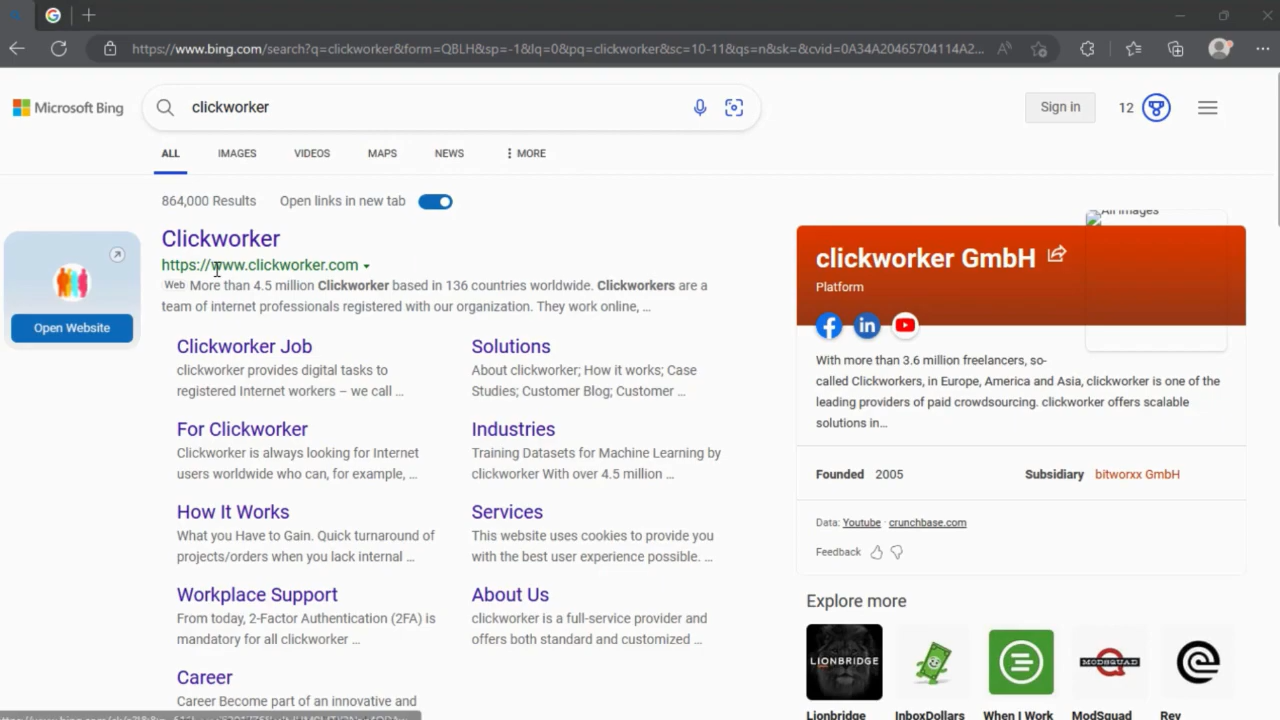 https://www.bing.com/search?q=clickworker&form=QBLH&sp=-1&lq=0&pq=clickworker&sc=10-11&qs=n&sk=&cvid=0A34A20465704114A2...
Microsoft Bing
clickworker
Sign in
12
ALL
IMAGES
VIDEOS
MAPS
NEWS
MORE
864,000 Results
Open links in new tab
Open Website
Clickworker
https://www.clickworker.com
Web More than 4.5 million Clickworker based in 136 countries worldwide. Clickworkers are a
team of internet professionals registered with our organization. They work online, ...
Clickworker Job
clickworker provides digital tasks to
registered Internet workers – we call ...
Solutions
About clickworker; How it works; Case
Studies; Customer Blog; Customer ...
For Clickworker
Clickworker is always looking for Internet
users worldwide who can, for example, ...
Industries
Training Datasets for Machine Learning by
clickworker With over 4.5 million ...
How It Works
What you Have to Gain. Quick turnaround of
projects/orders when you lack internal ...
Services
This website uses cookies to provide you
with the best user experience possible. ...
Workplace Support
From today, 2-Factor Authentication (2FA) is
mandatory for all clickworker ...
About Us
clickworker is a full-service provider and
offers both standard and customized ...
Career
Career Become part of an innovative and
All images
clickworker GmbH
Platform
With more than 3.6 million freelancers, so-
called Clickworkers, in Europe, America and Asia, clickworker is one of the
leading providers of paid crowdsourcing. clickworker offers scalable
solutions in...
Founded 2005
Subsidiary bitworxx GmbH
Data: Youtube · crunchbase.com
Feedback
Explore more
LIONBRIDGE
MODSQUAD
Lionbridge
InboxDollars
When I Work
ModSquad
Rev